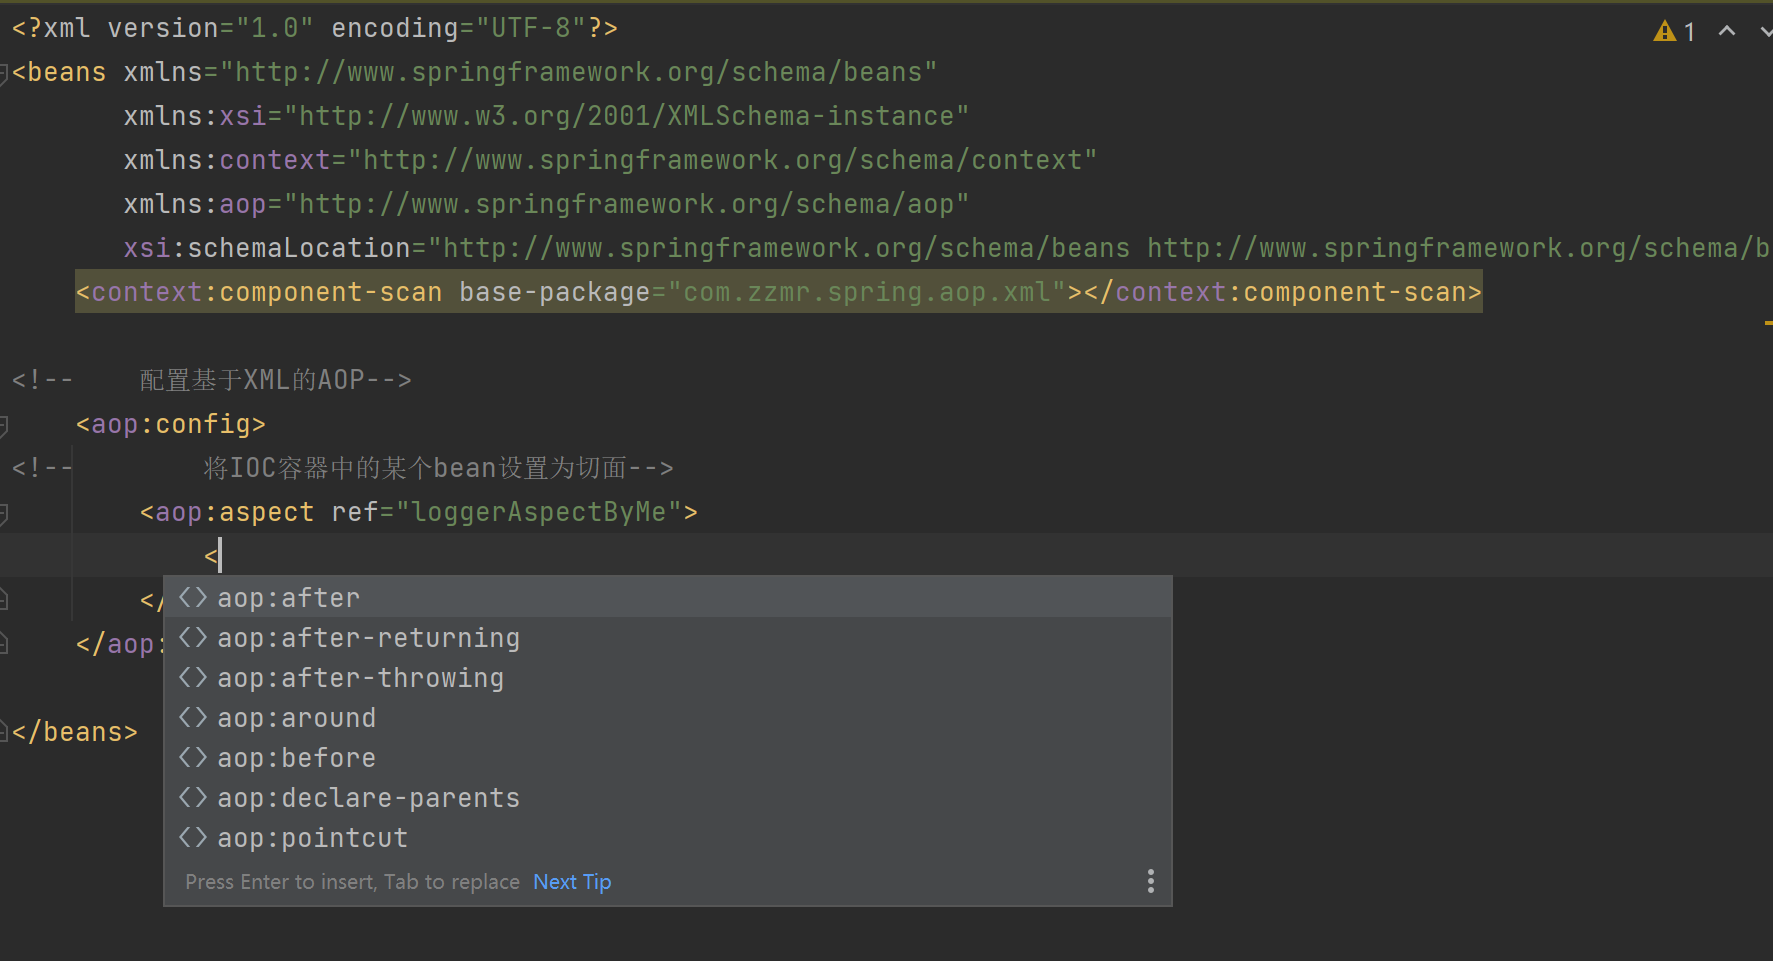 <?xml version="1.0" encoding="UTF-8"?>
1
<beans xmlns="http://www.springframework.org/schema/beans"
xmlns:xsi="http://www.w3.org/2001/XMLSchema-instance"
xmlns:context="http://www.springframework.org/schema/context"
xmlns:aop="http://www.springframework.org/schema/aop"
xsi:schemaLocation="http://www.springframework.org/schema/beans http://www.springframework.org/schema/b
<context:component-scan base-package="com.zzmr.spring.aop.xml"></context:component-scan>
<!-- 配置基于XML的AOP-->
<aop:config>
<!-- 将IOC容器中的某个bean设置为切面-->
<aop:aspect ref="loggerAspectByMe">
<
</
</aop:
</beans>
aop:after
aop:after-returning
aop:after-throwing
aop:around
aop:before
aop:declare-parents
aop:pointcut
Press Enter to insert, Tab to replace Next Tip